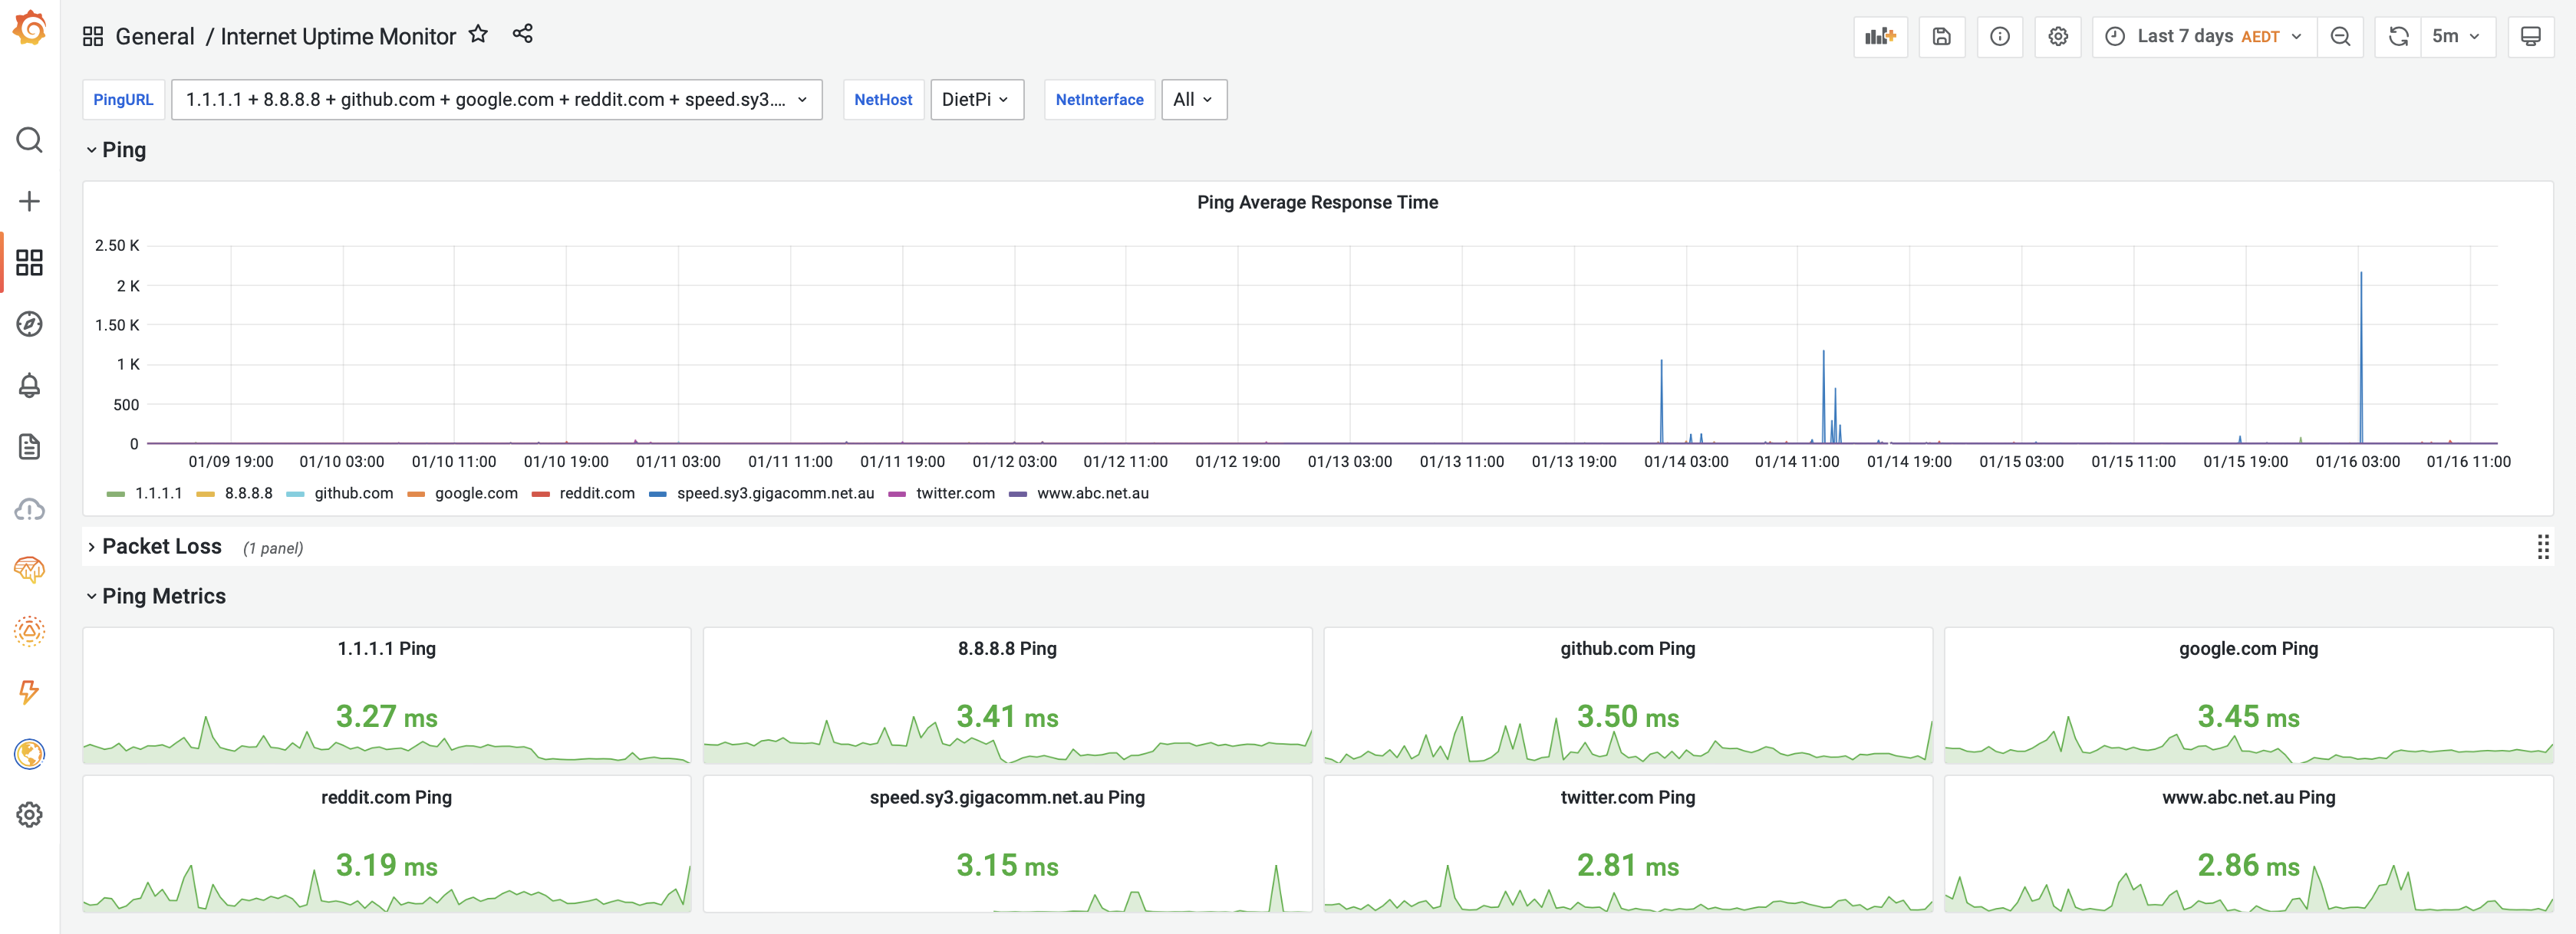 General / Internet Uptime Monitor
Last 7 days AEDT
5m
PingURL 1.1.1.1 + 8.8.8.8 + github.com + google.com + reddit.com + speed.sy3.... NetHost DietPi NetInterface All
Ping
Ping Average Response Time
2.50 K
2 K
1.50 K
1 K
500
0
01/09 19:00 01/10 03:00 01/10 11:00 01/10 19:00 01/11 03:00 01/11 11:00 01/11 19:00 01/12 03:00 01/12 11:00 01/12 19:00 01/13 03:00 01/13 11:00 01/13 19:00 01/14 03:00 01/14 11:00 01/14 19:00 01/15 03:00 01/15 11:00 01/15 19:00 01/16 03:00 01/16 11:00
1.1.1.1 8.8.8.8 github.com google.com reddit.com speed.sy3.gigacomm.net.au twitter.com www.abc.net.au
Packet Loss (1 panel)
Ping Metrics
1.1.1.1 Ping
3.27 ms
8.8.8.8 Ping
3.41 ms
github.com Ping
3.50 ms
google.com Ping
3.45 ms
reddit.com Ping
3.19 ms
speed.sy3.gigacomm.net.au Ping
3.15 ms
twitter.com Ping
2.81 ms
www.abc.net.au Ping
2.86 ms